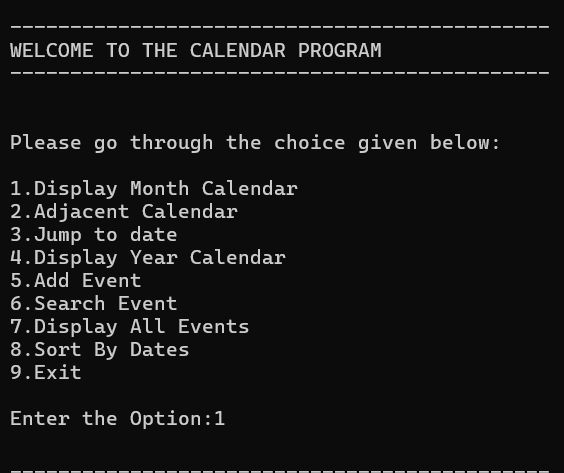 ---------------------------------------------
WELCOME TO THE CALENDAR PROGRAM
---------------------------------------------
Please go through the choice given below:
1.Display Month Calendar
2.Adjacent Calendar
3.Jump to date
4.Display Year Calendar
5.Add Event
6.Search Event
7.Display All Events
8.Sort By Dates
9.Exit
Enter the Option:1
---------------------------------------------